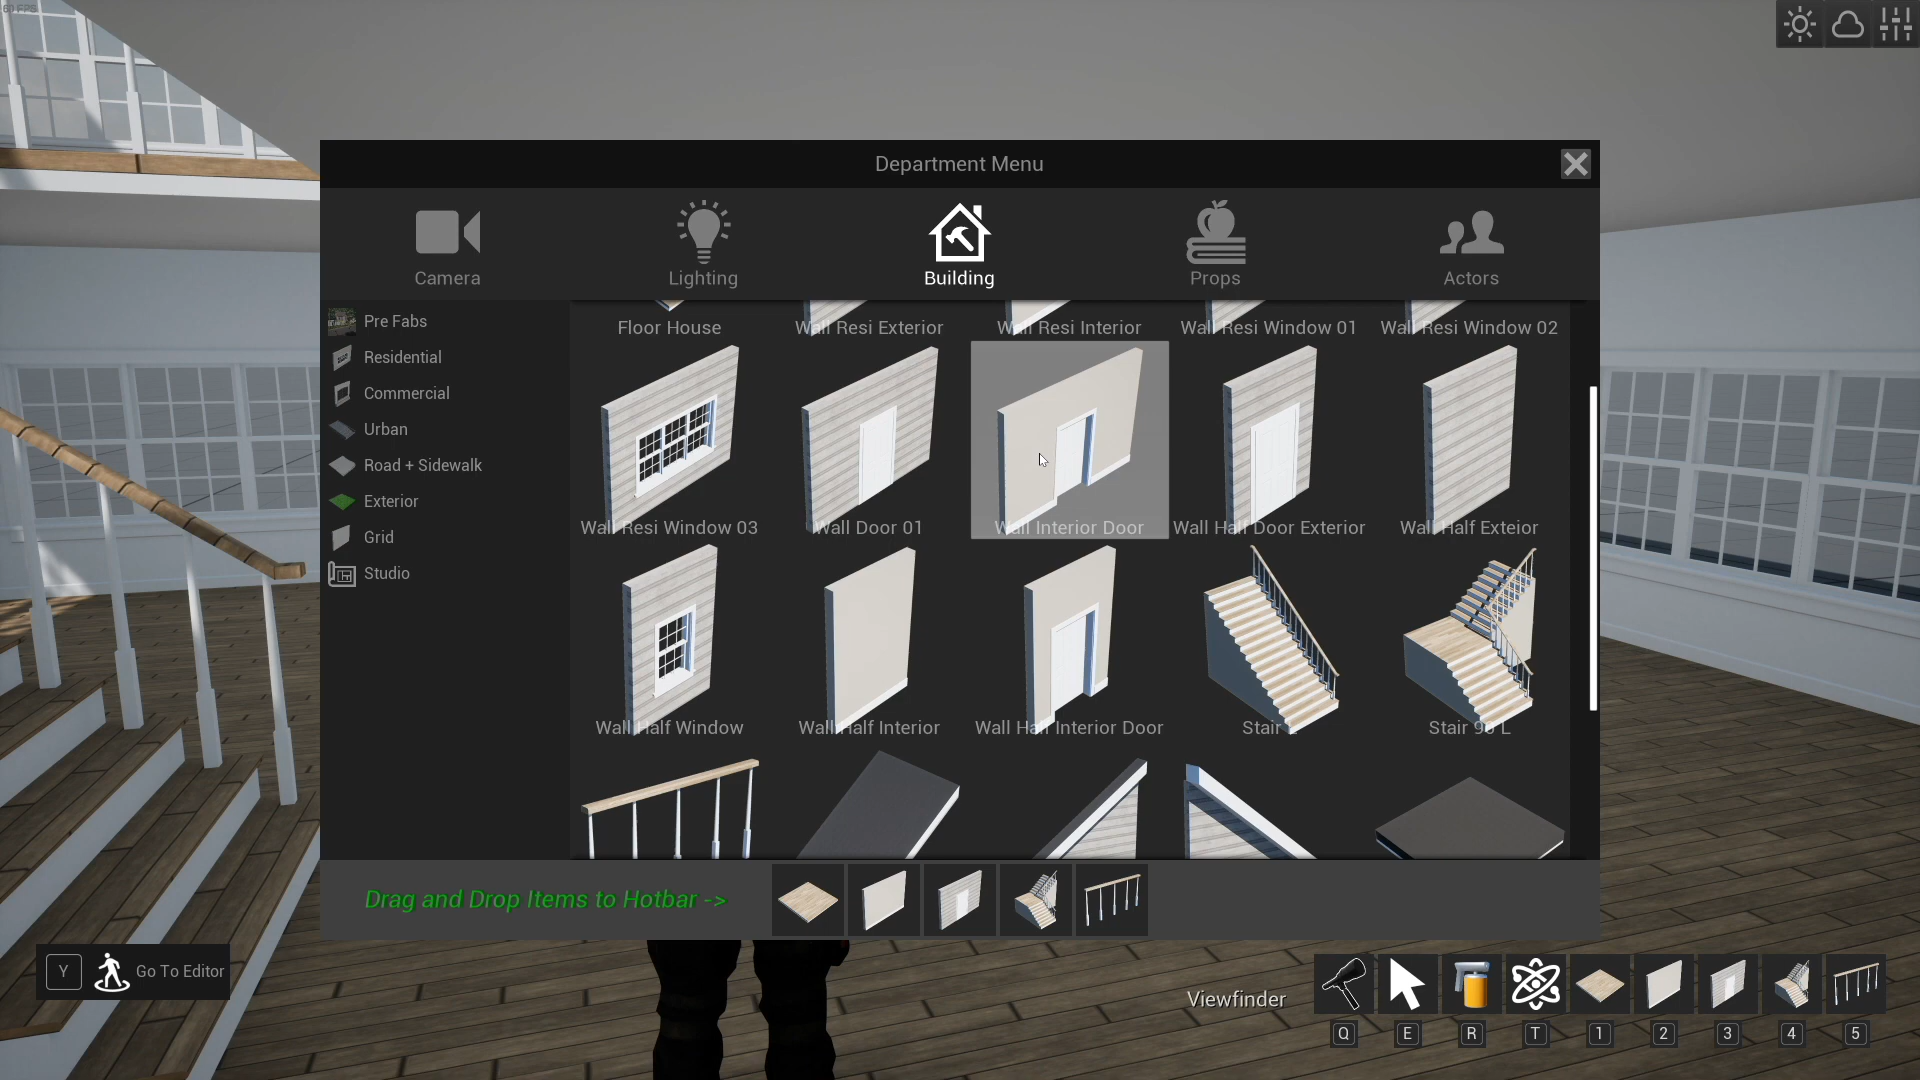 61 FPS
Department Menu
Camera
Lighting
Building
Props
Actors
Pre Fabs
Residential
Commercial
Urban
Road + Sidewalk
Exterior
Grid
Studio
Floor House
Wall Resi Exterior
Wall Resi Interior
Wall Resi Window 01
Wall Resi Window 02
Wall Resi Window 03
Wall Door 01
Wall Interior Door
Wall Half Door Exterior
Wall Half Exteior
Wall Half Window
Wall Half Interior
Wall Half Interior Door
Stair L
Stair 90 L
Drag and Drop Items to Hotbar ->
Y
Go To Editor
Viewfinder
Q
E
R
T
1
2
3
4
5